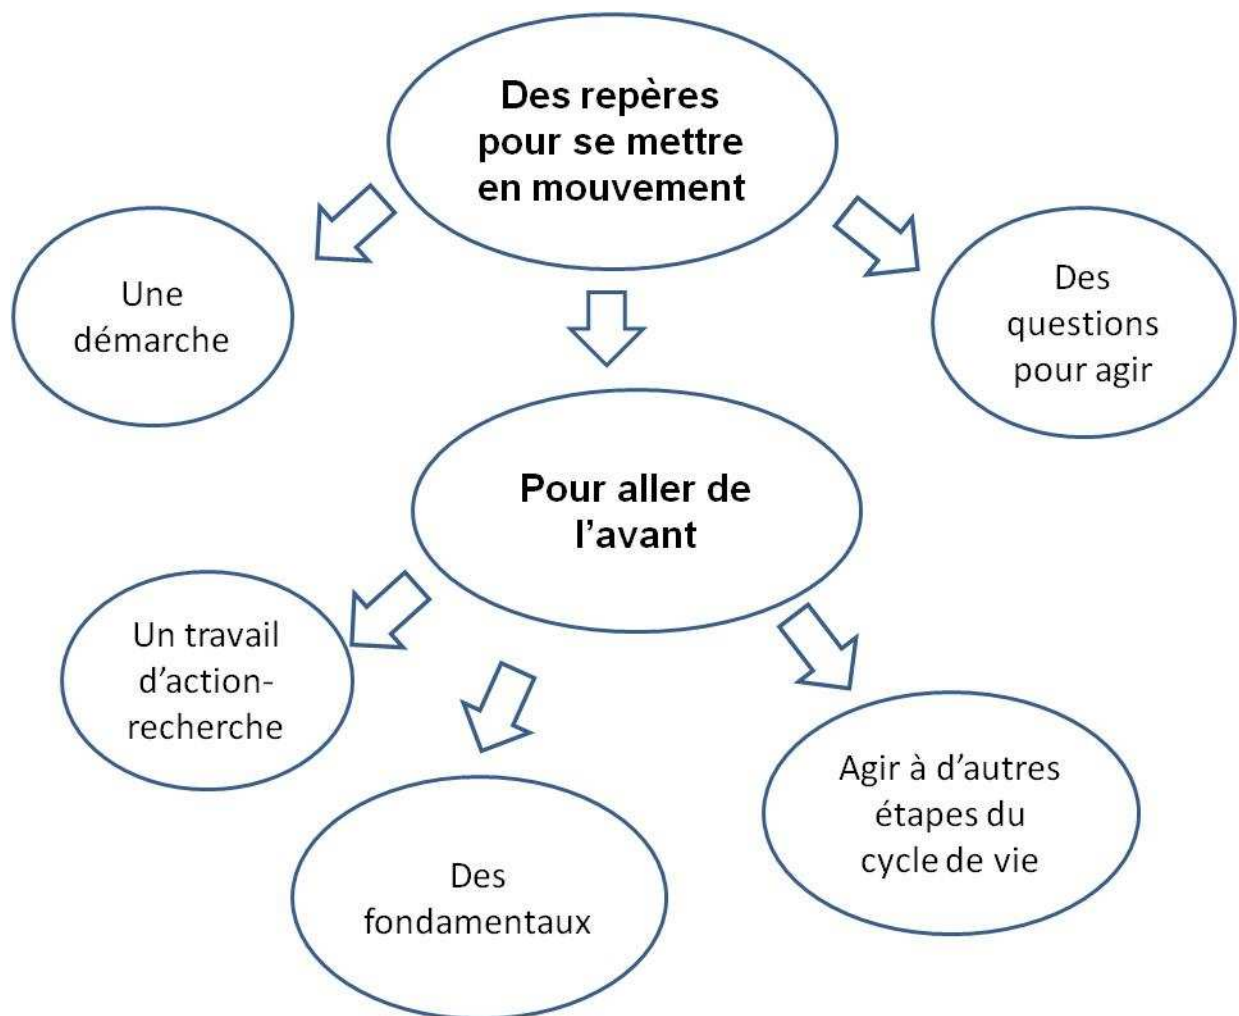 Des repères
pour se mettre
en mouvement
Une
démarche
Des
questions
pour agir
Pour aller de
l'avant
Un travail
d'action-
recherche
Des
fondamentaux
Agir à d'autres
étapes du
cycle de vie